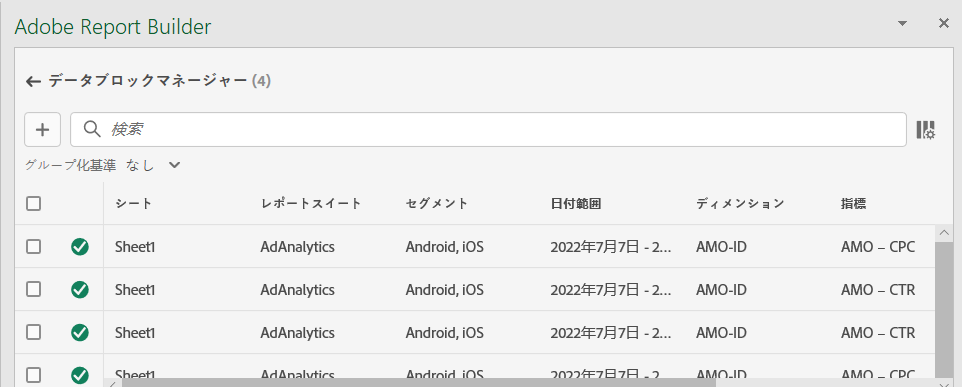 Adobe Report Builder
データブロックマネージャー (4)
検索
グループ化基準 なし
シート レポートスイート セグメント 日付範囲 ディメンション 指標
Sheet1 AdAnalytics Android, iOS 2022年7月7日 - 2... AMO-ID AMO – CPC
Sheet1 AdAnalytics Android, iOS 2022年7月7日 - 2... AMO-ID AMO – CTR
Sheet1 AdAnalytics Android, iOS 2022年7月7日 - 2... AMO-ID AMO – CTR
Sheet1 AdAnalytics Android, iOS 2022年7月7日 - 2... AMO-ID AMO – CPC